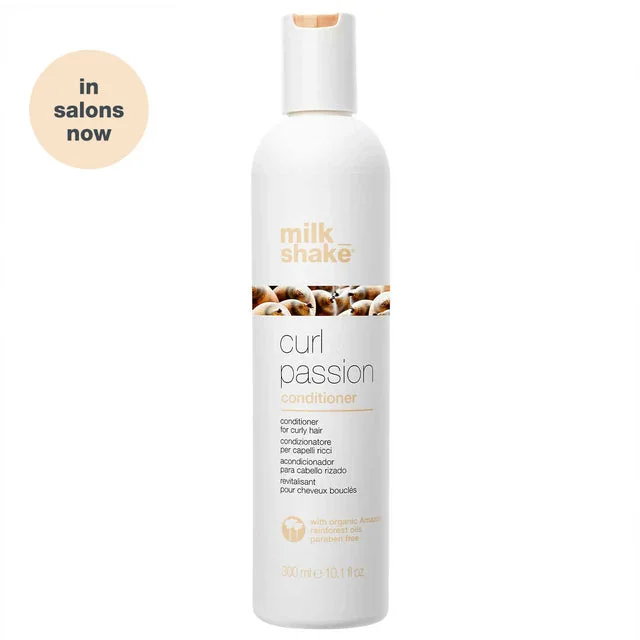 in
salons
now
milk
shakē
curl
passion
conditioner
conditioner
for curly hair
condizionatore
per capelli ricci
acondicionador
para cabello rizado
revitalisant
pour cheveux bouclés
with organic Amazon
rainforest oils
paraben free
300 ml e 10.1 fl oz.